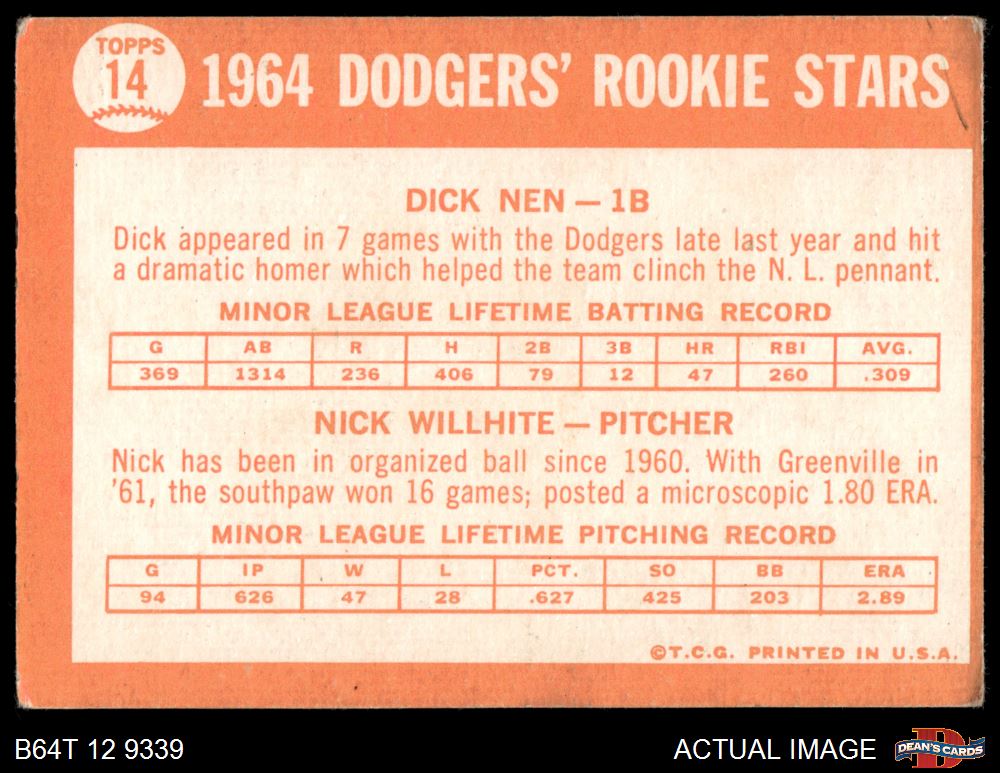 TOPPS
14
1964 DODGERS' ROOKIE STARS
DICK NEN — 1B
Dick appeared in 7 games with the Dodgers late last year and hit
a dramatic homer which helped the team clinch the N. L. pennant.
MINOR LEAGUE LIFETIME BATTING RECORD
G AB R H 2B 3B HR RBI AVG.
369 1314 236 406 79 12 47 260 .309
NICK WILLHITE — PITCHER
Nick has been in organized ball since 1960. With Greenville in
'61, the southpaw won 16 games; posted a microscopic 1.80 ERA.
MINOR LEAGUE LIFETIME PITCHING RECORD
G IP W L PCT. SO BB ERA
94 626 47 28 .627 425 203 2.89
©T.C.G. PRINTED IN U.S.A.
B64T 12 9339
ACTUAL IMAGE
D
DEAN'S CARDS